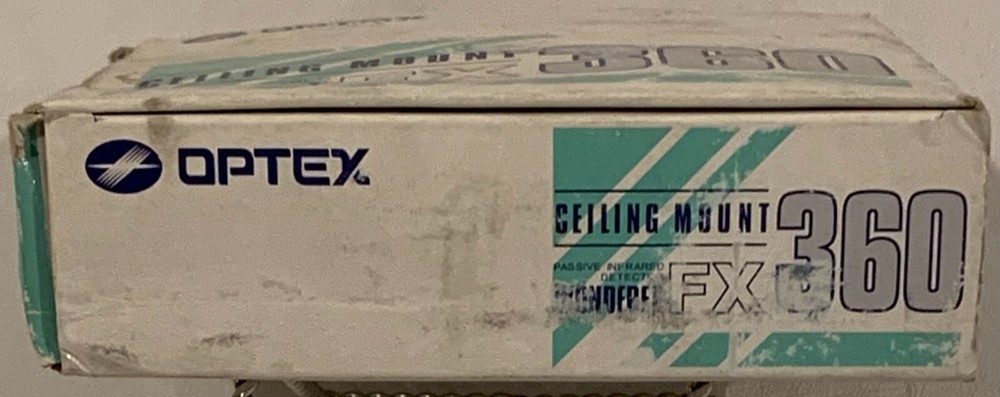 CEILING MOUNT
FX 360
OPTEX
CEILING MOUNT
PASSIVE INFRARED
FX 360